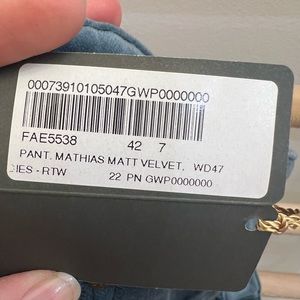 00073910105047GWP0000000
FAE5538 42 7
PANT. MATHIAS MATT VELVET, WD47
IES - RTW 22 PN GWP0000000